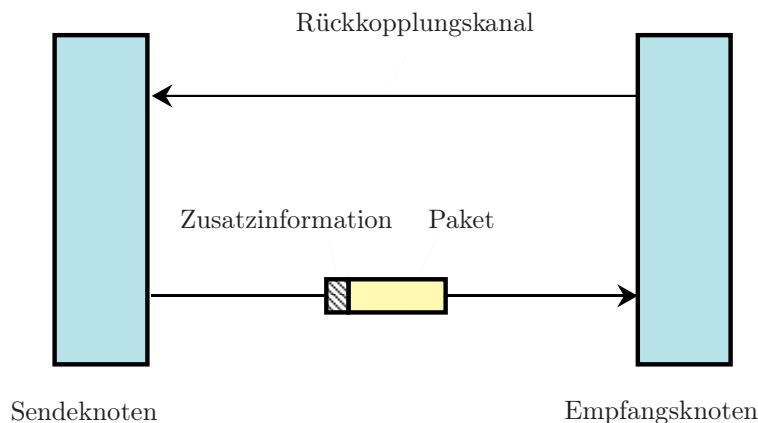 Rückkopplungskanal
Zusatzinformation
Paket
Sendeknoten
Empfangsknoten